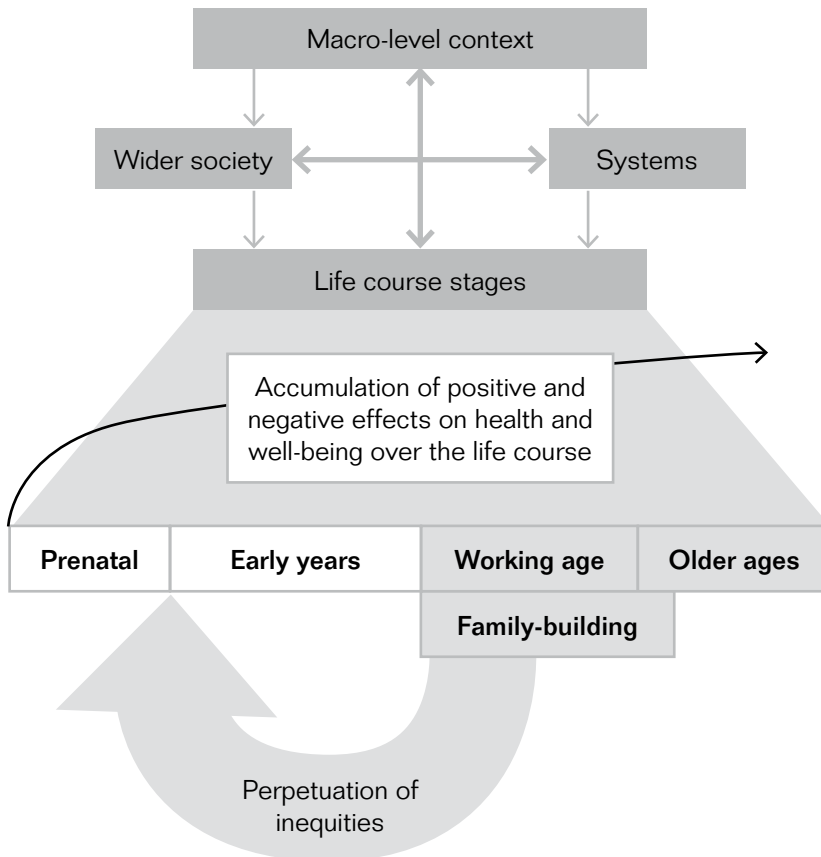 Macro-level context
Wider society
Systems
Life course stages
Accumulation of positive and
negative effects on health and
well-being over the life course
Prenatal
Early years
Working age
Older ages
Family-building
Perpetuation of
inequities